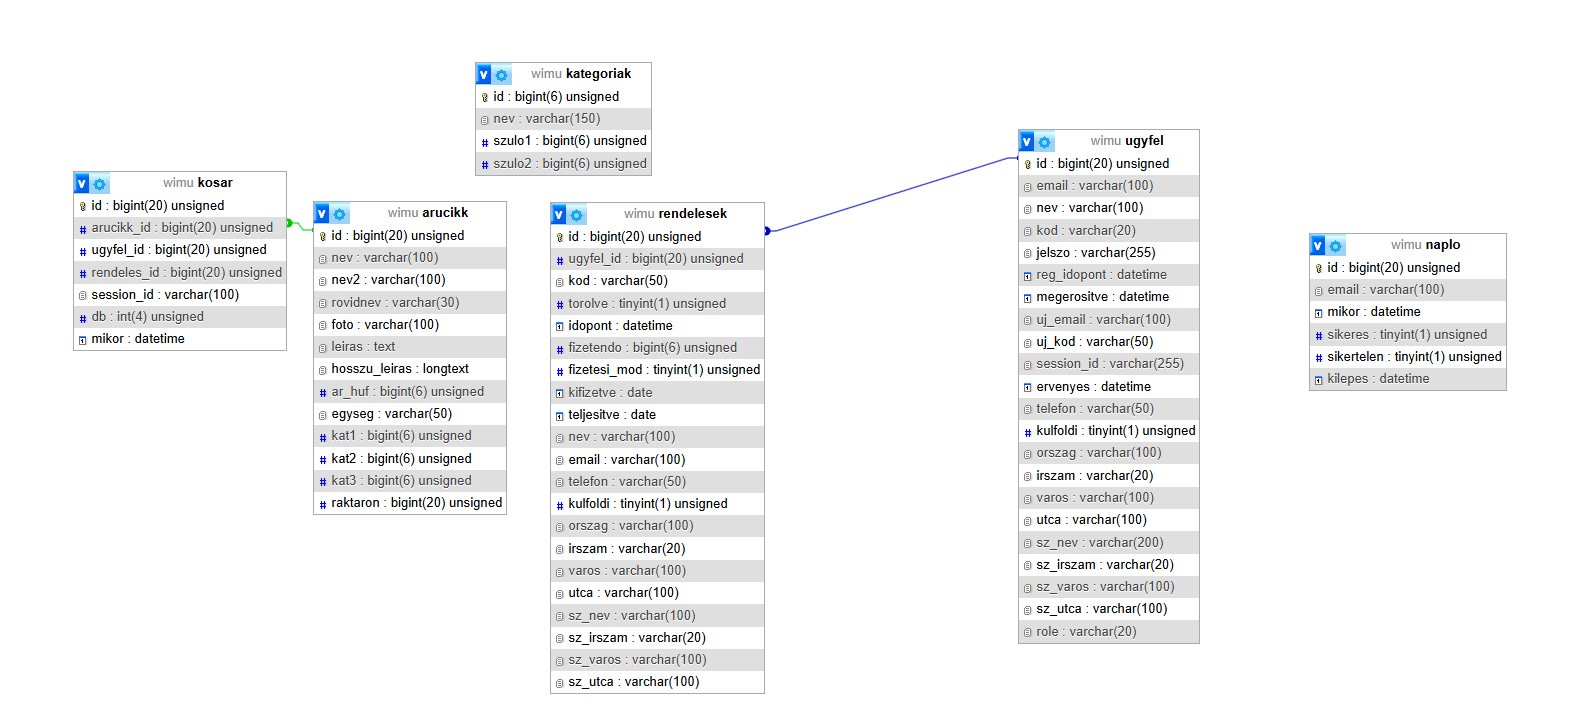 wimu kategoriak
id : bigint(6) unsigned
nev : varchar(150)
szulo1 : bigint(6) unsigned
szulo2 : bigint(6) unsigned
wimu kosar
id : bigint(20) unsigned
arucikk_id : bigint(20) unsigned
ugyfel_id : bigint(20) unsigned
rendeles_id : bigint(20) unsigned
session_id : varchar(100)
db : int(4) unsigned
mikor : datetime
wimu arucikk
id : bigint(20) unsigned
nev : varchar(100)
nev2 : varchar(100)
rovidnev : varchar(30)
foto : varchar(100)
leiras : text
hosszu_leiras : longtext
ar_huf : bigint(6) unsigned
egyseg : varchar(50)
kat1 : bigint(6) unsigned
kat2 : bigint(6) unsigned
kat3 : bigint(6) unsigned
raktaron : bigint(20) unsigned
wimu rendelesek
id : bigint(20) unsigned
ugyfel_id : bigint(20) unsigned
kod : varchar(50)
torolve : tinyint(1) unsigned
idopont : datetime
fizetendo : bigint(6) unsigned
fizetesi_mod : tinyint(1) unsigned
kifizetve : date
teljesitve : date
nev : varchar(100)
email : varchar(100)
telefon : varchar(50)
kulfoldi : tinyint(1) unsigned
orszag : varchar(100)
irszam : varchar(20)
varos : varchar(100)
utca : varchar(100)
sz_nev : varchar(100)
sz_irszam : varchar(20)
sz_varos : varchar(100)
sz_utca : varchar(100)
wimu ugyfel
id : bigint(20) unsigned
email : varchar(100)
nev : varchar(100)
kod : varchar(20)
jelszo : varchar(255)
reg_idopont : datetime
megerositve : datetime
uj_email : varchar(100)
uj_kod : varchar(50)
session_id : varchar(255)
ervenyes : datetime
telefon : varchar(50)
kulfoldi : tinyint(1) unsigned
orszag : varchar(100)
irszam : varchar(20)
varos : varchar(100)
utca : varchar(100)
sz_nev : varchar(200)
sz_irszam : varchar(20)
sz_varos : varchar(100)
sz_utca : varchar(100)
role : varchar(20)
wimu naplo
id : bigint(20) unsigned
email : varchar(100)
mikor : datetime
sikeres : tinyint(1) unsigned
sikertelen : tinyint(1) unsigned
kilepes : datetime